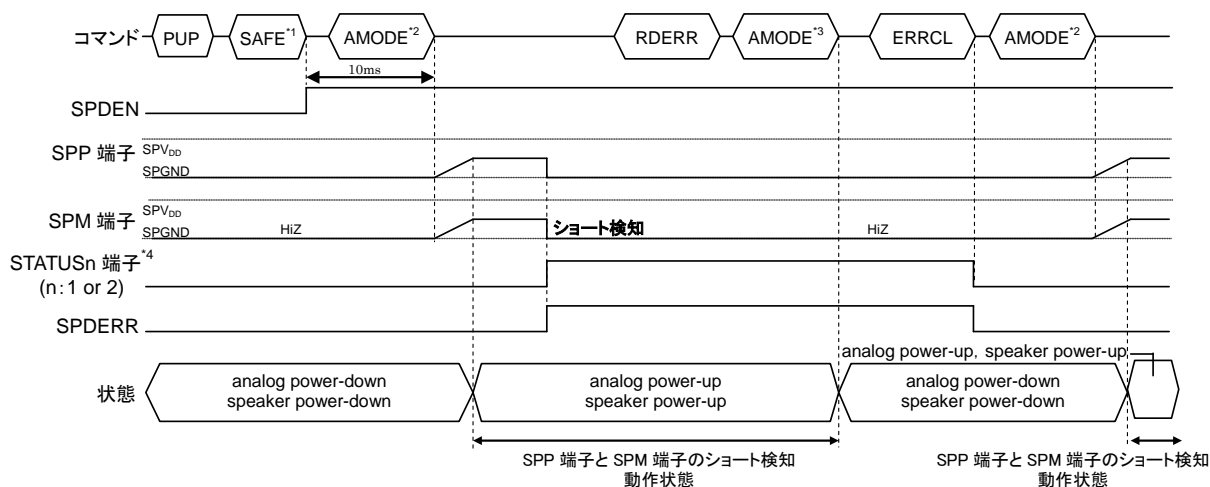 コマンド PUP SAFE*1 AMODE*2 RDERR AMODE*3 ERRCL AMODE*2
10ms
SPDEN
SPP 端子 SPVDD
SPGND
SPM 端子 SPVDD
SPGND HiZ ショート検知 HiZ
STATUSn 端子*4
(n:1 or 2)
SPDERR
analog power-up, speaker power-up
状態 analog power-down analog power-up analog power-down
speaker power-down speaker power-up speaker power-down
SPP 端子と SPM 端子のショート検知 SPP 端子と SPM 端子のショート検知
動作状態 動作状態